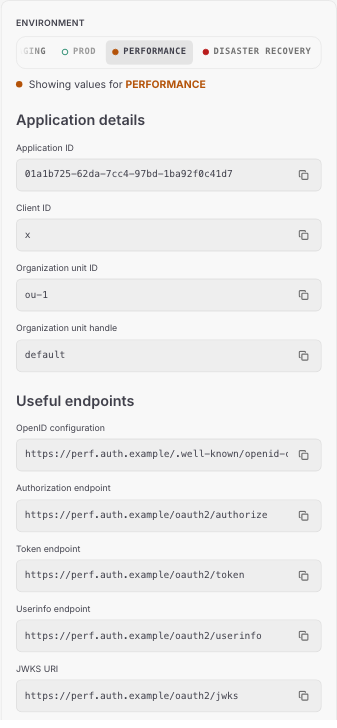 ENVIRONMENT
GING PROD PERFORMANCE DISASTER RECOVERY
Showing values for PERFORMANCE
Application details
Application ID
01a1b725-62da-7cc4-97bd-1ba92f0c41d7
Client ID
x
Organization unit ID
ou-1
Organization unit handle
default
Useful endpoints
OpenID configuration
https://perf.auth.example/.well-known/openid-c
Authorization endpoint
https://perf.auth.example/oauth2/authorize
Token endpoint
https://perf.auth.example/oauth2/token
Userinfo endpoint
https://perf.auth.example/oauth2/userinfo
JWKS URI
https://perf.auth.example/oauth2/jwks